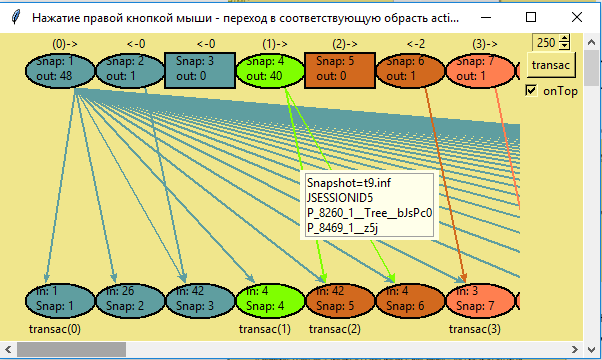 Нажатие правой кнопкой мыши - переход в соответствующую обрасть acti...
(0)-> <-0 <-0 (1)-> <-2 (3)-> 250
Snap: 1 Snap: 2 Snap: 3 Snap: 4 Snap: 5 Snap: 6 Snap: 7
out: 48 out: 1 out: 0 out: 40 out: 0 out: 1 out: 1
transac
onTop
Snapshot=t9.inf
JSESSIONID5
P_8260_1__Tree__bJsPc0
P_8469_1__z5j
In: 1 In: 26 In: 42 In: 4 In: 42 In: 4 In: 3
Snap: 1 Snap: 2 Snap: 3 Snap: 4 Snap: 5 Snap: 6 Snap: 7
transac(0) transac(1) transac(2) transac(3)